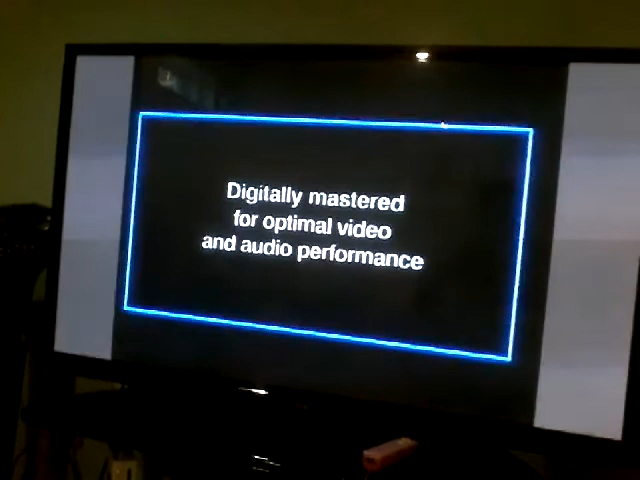 Digitally mastered
for optimal video
and audio performance